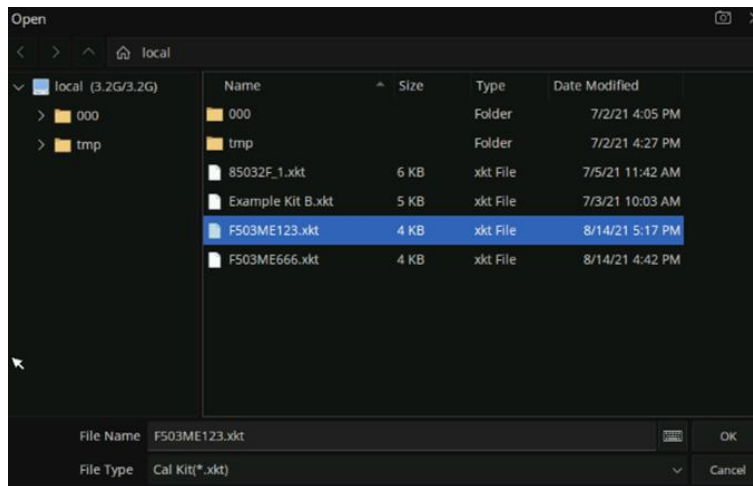 Open
local
local (3.2G/3.2G)
000
tmp
Name Size Type Date Modified
000 Folder 7/2/21 4:05 PM
tmp Folder 7/2/21 4:27 PM
85032F_1.xkt 6 KB xkt File 7/5/21 11:42 AM
Example Kit B.xkt 5 KB xkt File 7/3/21 10:03 AM
F503ME123.xkt 4 KB xkt File 8/14/21 5:17 PM
F503ME666.xkt 4 KB xkt File 8/14/21 4:42 PM
File Name F503ME123.xkt OK
File Type Cal Kit(*.xkt) Cancel